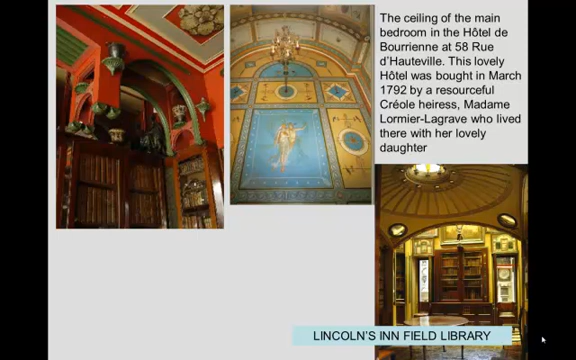 The ceiling of the main
bedroom in the Hôtel de
Bourrienne at 58 Rue
d'Hauteville. This lovely
Hôtel was bought in March
1792 by a resourceful
Créole heiress, Madame
Lormier-Lagrave who lived
there with her lovely
daughter
LINCOLN'S INN FIELD LIBRARY